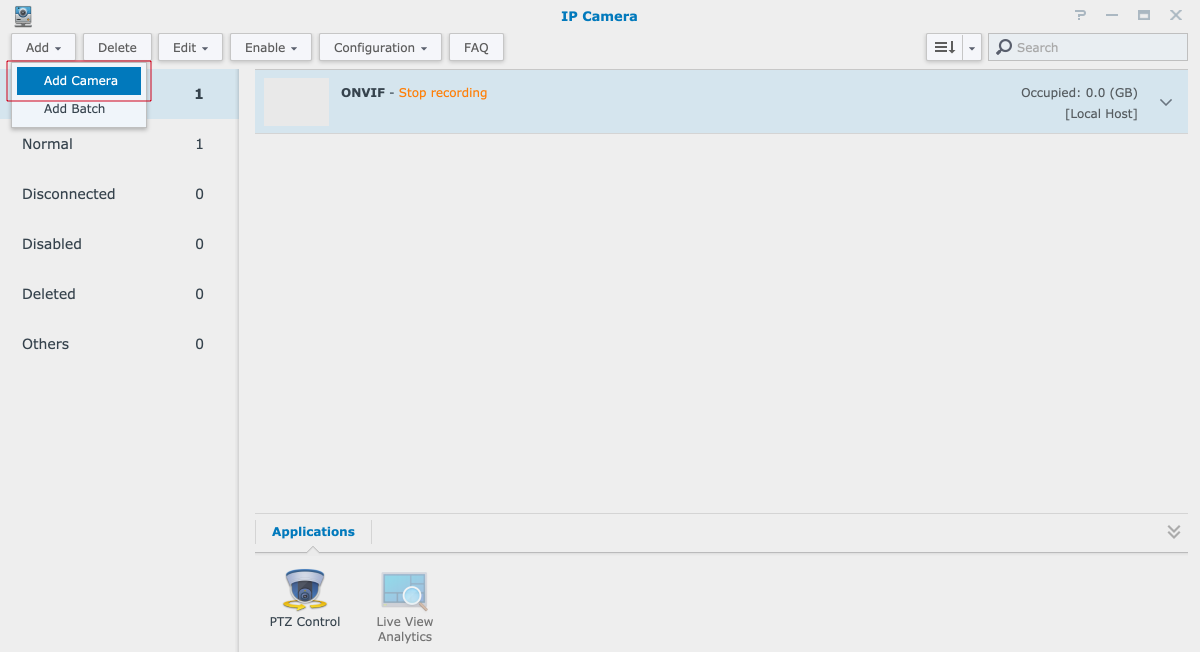 IP Camera
Add
Delete
Edit
Enable
Configuration
FAQ
Search
Add Camera
Add Batch
1
Normal 1
Disconnected 0
Disabled 0
Deleted 0
Others 0
ONVIF - Stop recording
Occupied: 0.0 (GB)
[Local Host]
Applications
PTZ Control
Live View
Analytics